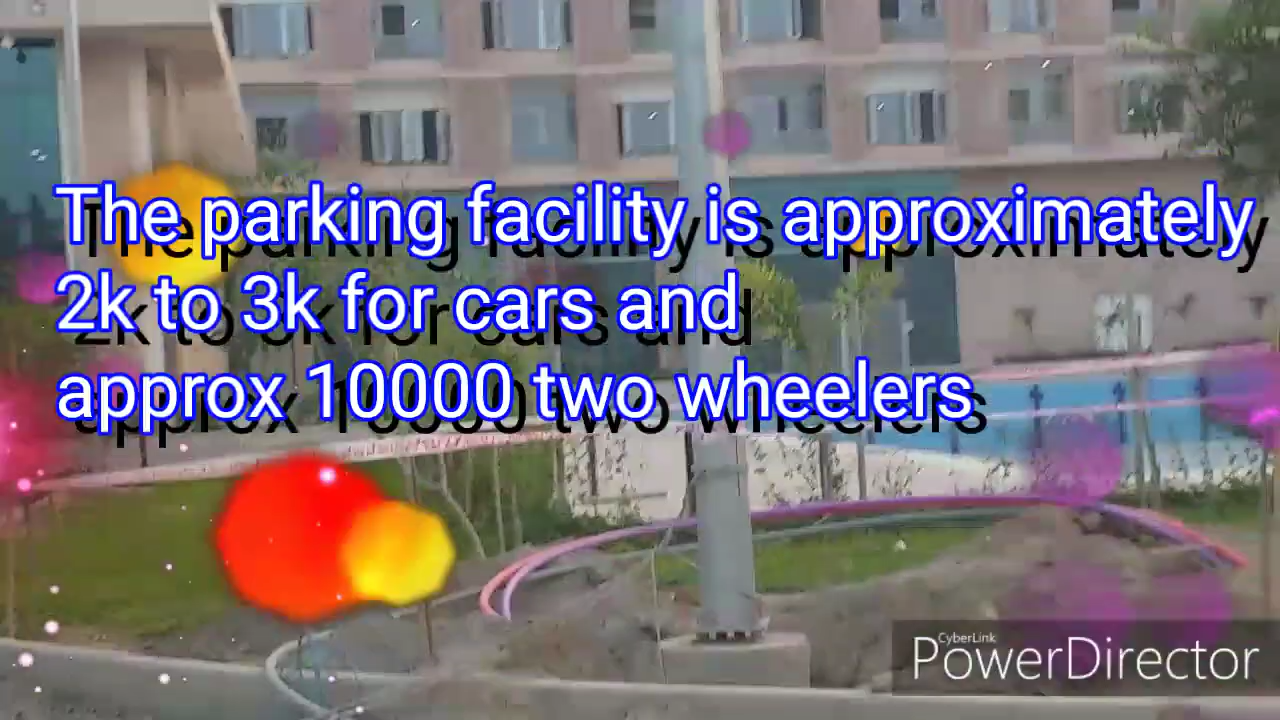 The parking facility is approximately
2k to 3k for cars and
approx 10000 two wheelers
CyberLink
PowerDirector